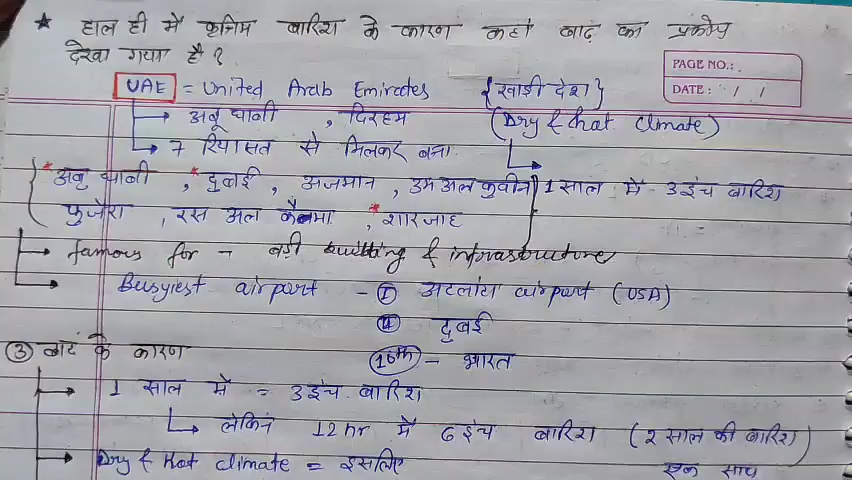 * हाल ही में कृत्रिम बारिश के कारण कहां बाढ़ का प्रकोप
देखा गया है ?
PAGE NO.:
DATE: / /
UAE = United Arab Emirates {खाड़ी देश}
→ अबू धाबी , दिरहम (Dry & hot climate)
→ 7 रियासत से मिलकर बना
*अबू धाबी , *दुबई , अजमान , उम अल कुवीन 1 साल में 3 इंच बारिश
फुजैरा , रस अल कैमा , *शारजाह
→ famous for - बड़ी building & infrastructure
→ Busyiest airport - ① अटलांटा airport (USA)
② दुबई
10th - भारत
③ बाढ़ के कारण
→ 1 साल में = 3 इंच बारिश
↳ लेकिन 12 hr में 6 इंच बारिश (2 साल की बारिश)
→ Dry & Hot climate = इसलिए एक साथ